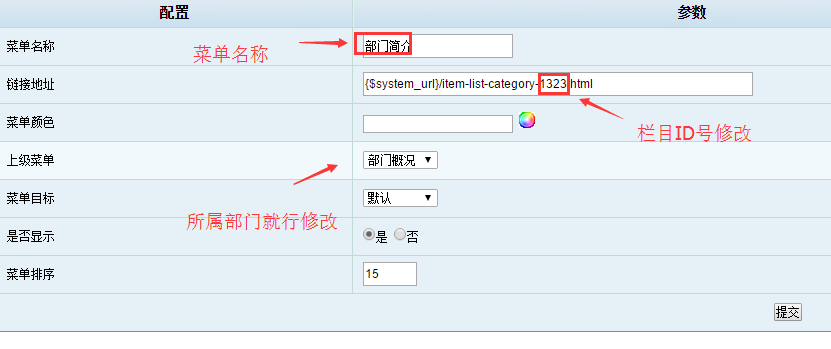 配置 参数
菜单名称 菜单名称 部门简介
链接地址 {$system_url}/item-list-category-1323.html
菜单颜色 栏目ID号修改
上级菜单 部门概况
菜单目标 默认
所属部门就行修改
是否显示 是 否
菜单排序 15
提交